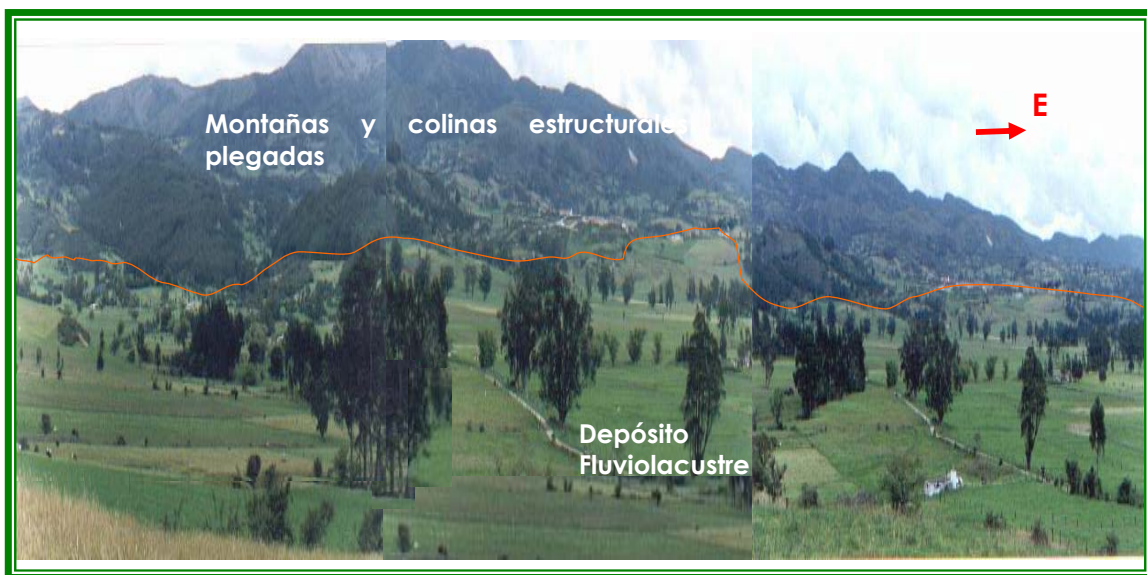 Montañas y colinas estructurales
plegadas
E
Depósito
Fluviolacustre